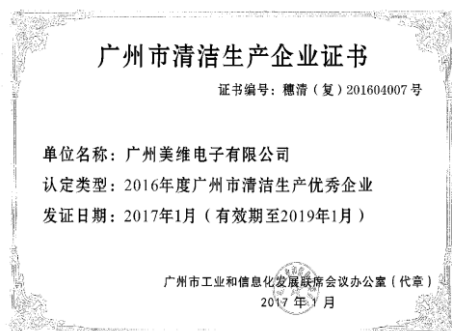 广州市清洁生产企业证书
证书编号：穗清（复）201604007号
单位名称：广州美维电子有限公司
认定类型：2016年度广州市清洁生产优秀企业
发证日期：2017年1月（有效期至2019年1月）
广州市工业和信息化发展联席会议办公室（代章）
2017年1月